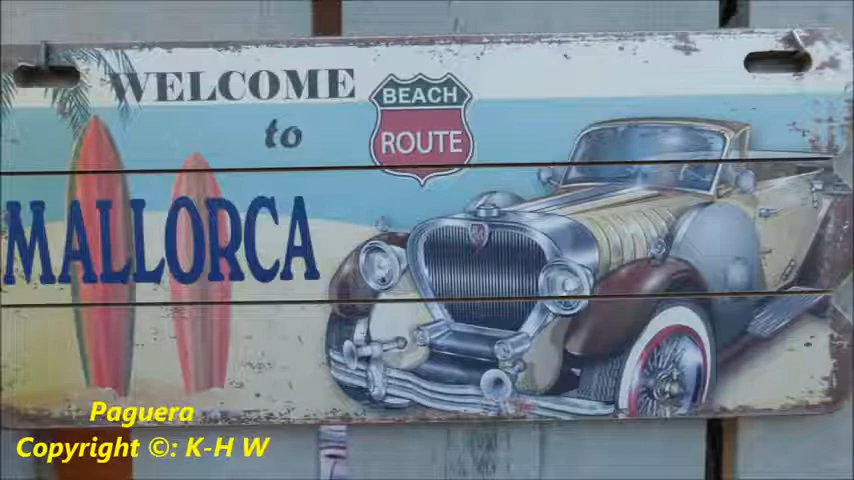 WELCOME
to
BEACH
ROUTE
MALLORCA
Paguera
Copyright ©: K-H W